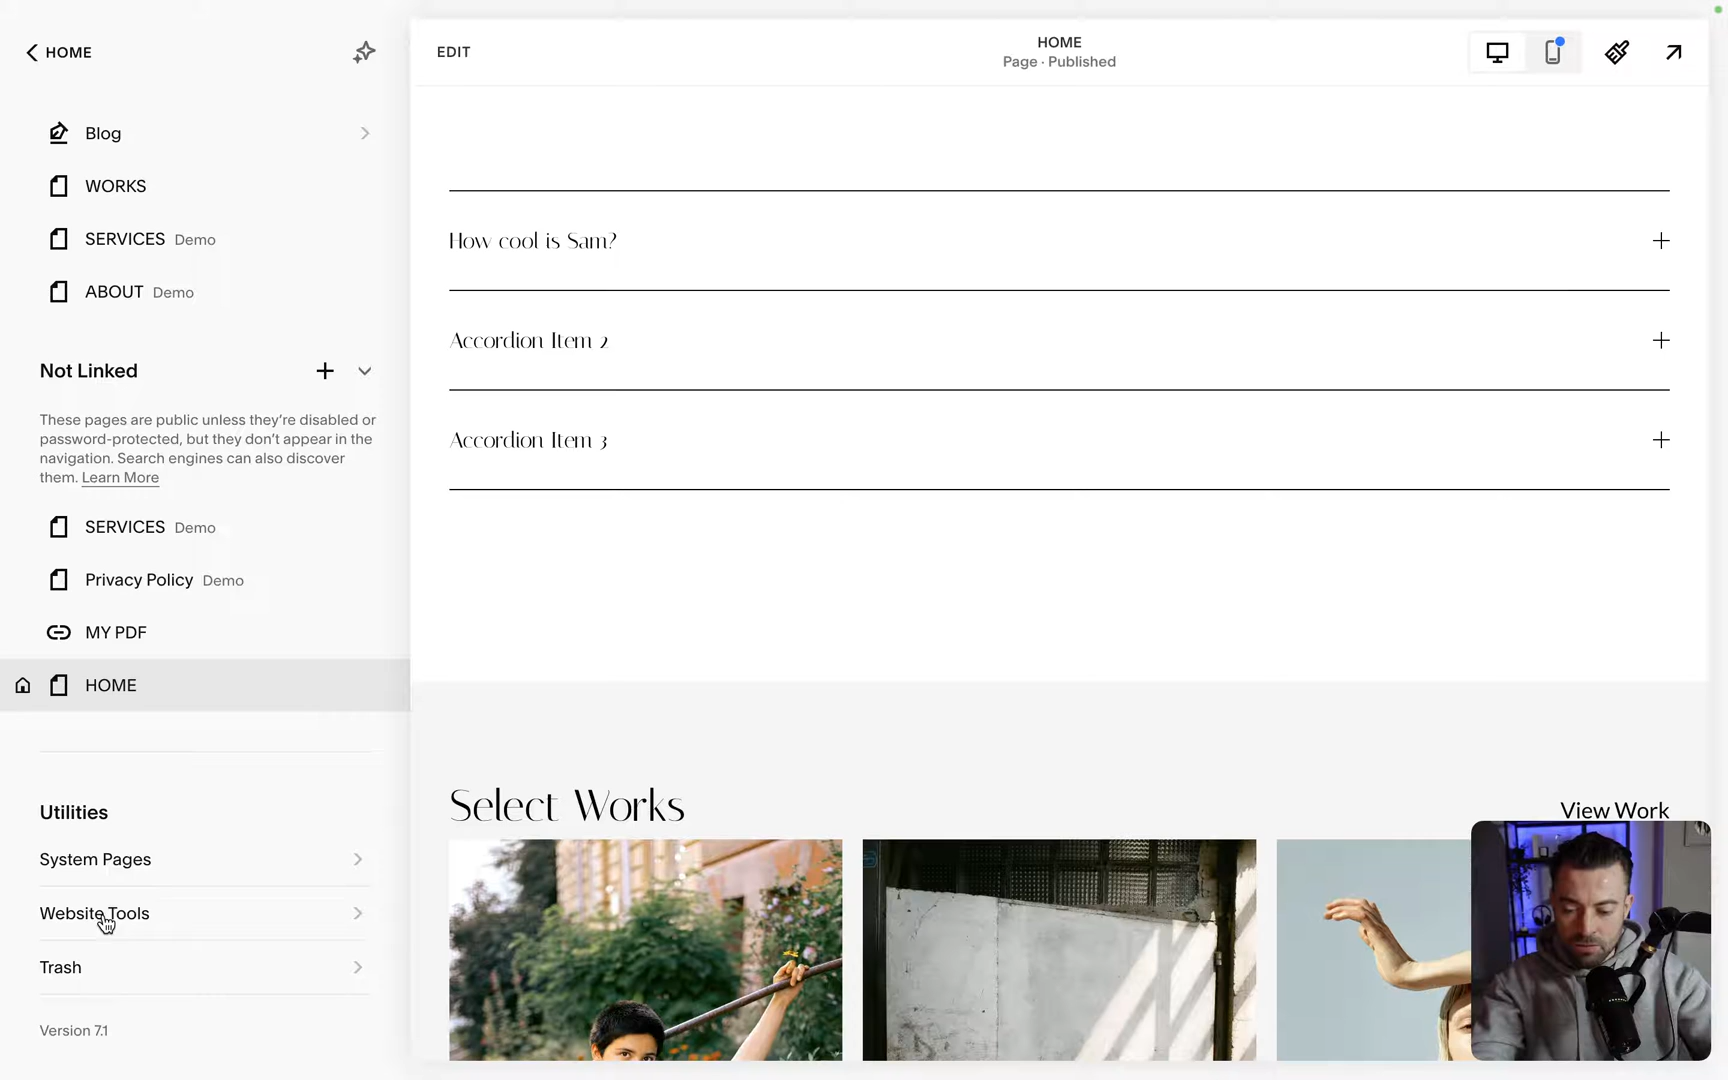 HOME
Blog
WORKS
SERVICES Demo
ABOUT Demo
Not Linked
These pages are public unless they're disabled or
password-protected, but they don't appear in the
navigation. Search engines can also discover
them. Learn More
SERVICES Demo
Privacy Policy Demo
MY PDF
HOME
Utilities
System Pages
Website Tools
Trash
Version 7.1
EDIT
HOME
Page · Published
How cool is Sam?
Accordion Item 2
Accordion Item 3
Select Works
View Work